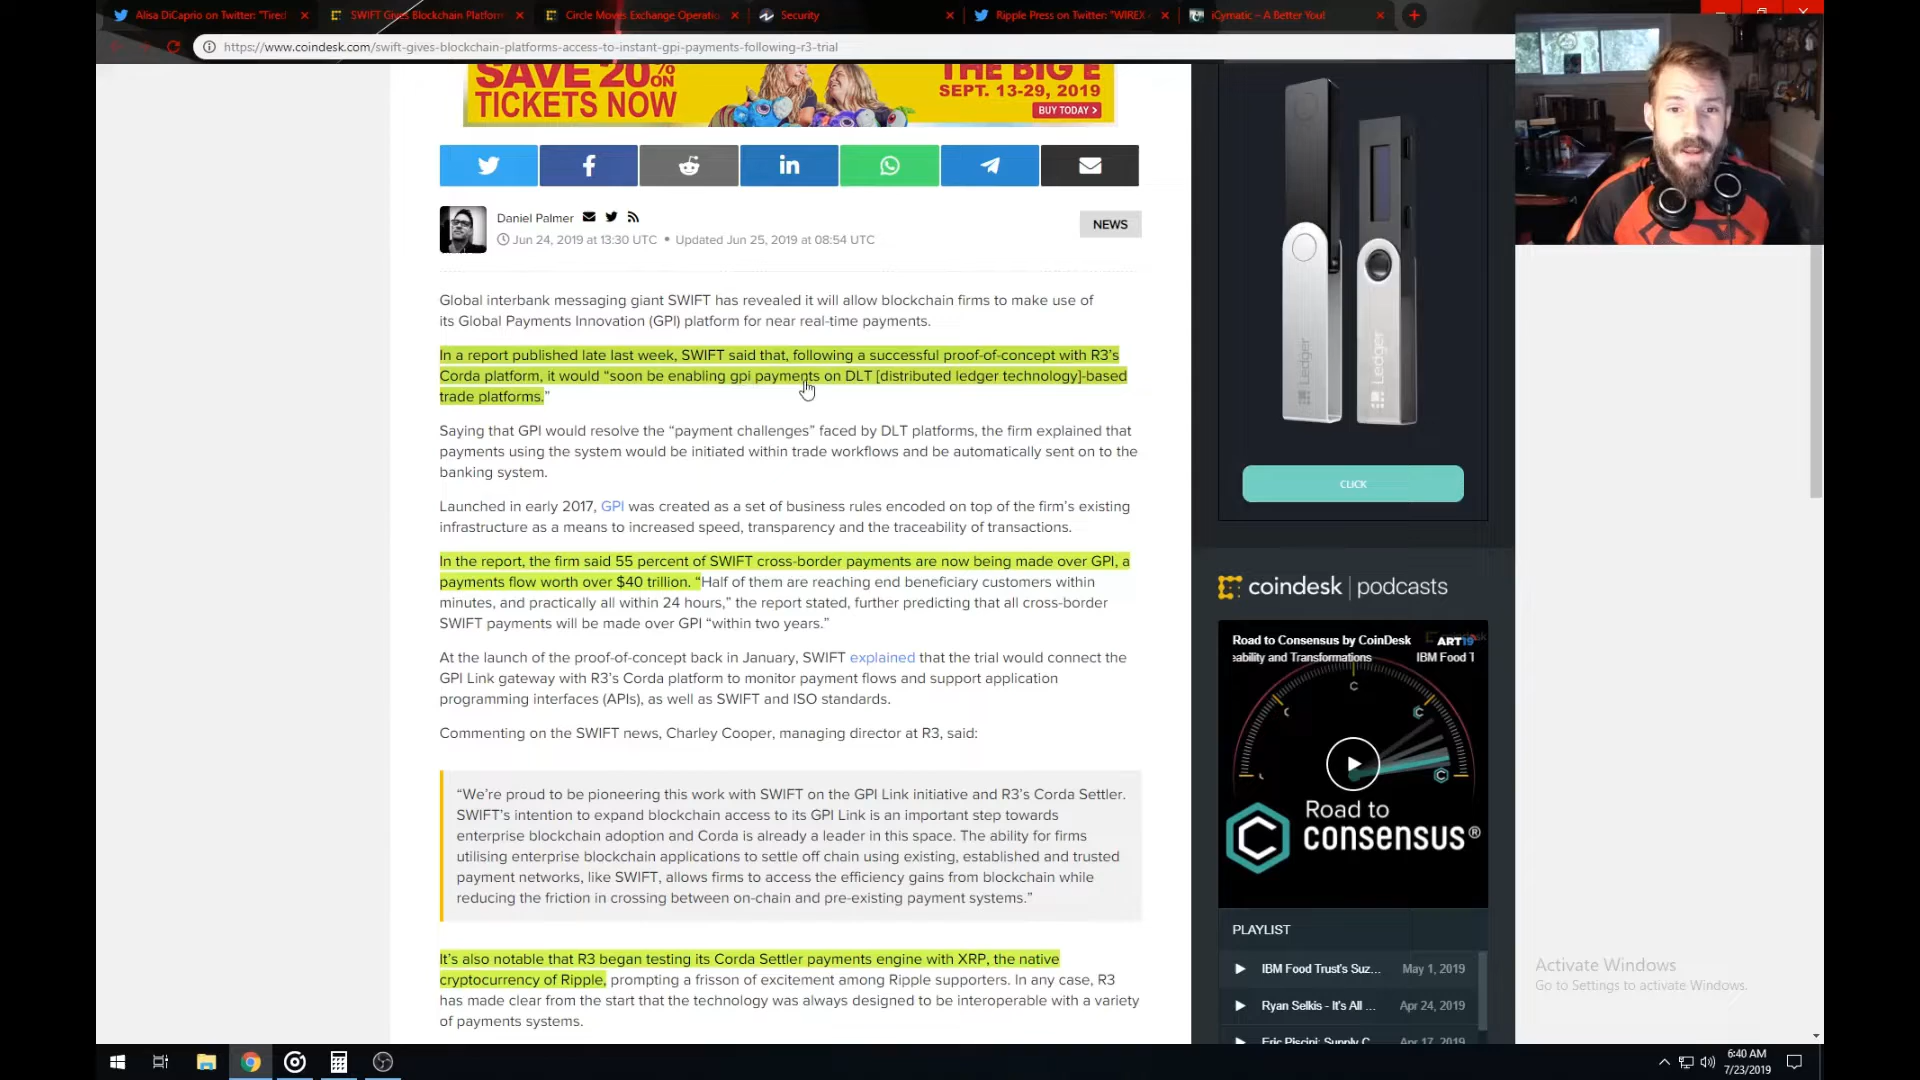 Alisa DiCaprio on Twitter: "Tired
SWIFT Gives Blockchain Platform
Circle Moves Exchange Operatio
Security
Ripple Press on Twitter: "WIREX
iCymatic – A Better You!
https://www.coindesk.com/swift-gives-blockchain-platforms-access-to-instant-gpi-payments-following-r3-trial
SAVE 20% ON
TICKETS NOW
THE BIG E
SEPT. 13-29, 2019
BUY TODAY >
Daniel Palmer
Jun 24, 2019 at 13:30 UTC • Updated Jun 25, 2019 at 08:54 UTC
NEWS
Global interbank messaging giant SWIFT has revealed it will allow blockchain firms to make use of
its Global Payments Innovation (GPI) platform for near real-time payments.
In a report published late last week, SWIFT said that, following a successful proof-of-concept with R3's
Corda platform, it would "soon be enabling gpi payments on DLT [distributed ledger technology]-based
trade platforms."
Saying that GPI would resolve the "payment challenges" faced by DLT platforms, the firm explained that
payments using the system would be initiated within trade workflows and be automatically sent on to the
banking system.
Launched in early 2017, GPI was created as a set of business rules encoded on top of the firm's existing
infrastructure as a means to increased speed, transparency and the traceability of transactions.
In the report, the firm said 55 percent of SWIFT cross-border payments are now being made over GPI, a
payments flow worth over $40 trillion. "Half of them are reaching end beneficiary customers within
minutes, and practically all within 24 hours," the report stated, further predicting that all cross-border
SWIFT payments will be made over GPI "within two years."
At the launch of the proof-of-concept back in January, SWIFT explained that the trial would connect the
GPI Link gateway with R3's Corda platform to monitor payment flows and support application
programming interfaces (APIs), as well as SWIFT and ISO standards.
Commenting on the SWIFT news, Charley Cooper, managing director at R3, said:
"We're proud to be pioneering this work with SWIFT on the GPI Link initiative and R3's Corda Settler.
SWIFT's intention to expand blockchain access to its GPI Link is an important step towards
enterprise blockchain adoption and Corda is already a leader in this space. The ability for firms
utilising enterprise blockchain applications to settle off chain using existing, established and trusted
payment networks, like SWIFT, allows firms to access the efficiency gains from blockchain while
reducing the friction in crossing between on-chain and pre-existing payment systems."
It's also notable that R3 began testing its Corda Settler payments engine with XRP, the native
cryptocurrency of Ripple, prompting a frisson of excitement among Ripple supporters. In any case, R3
has made clear from the start that the technology was always designed to be interoperable with a variety
of payments systems.
Ledger
Ledger
CLICK
coindesk | podcasts
Road to Consensus by CoinDesk
ART19
eability and Transformations
IBM Food T
Road to
consensus®
PLAYLIST
IBM Food Trust's Suz... May 1, 2019
Ryan Selkis - It's All ... Apr 24, 2019
Eric Piscini: Supply C... Apr 17, 2019
Activate Windows
Go to Settings to activate Windows.
6:40 AM
7/23/2019